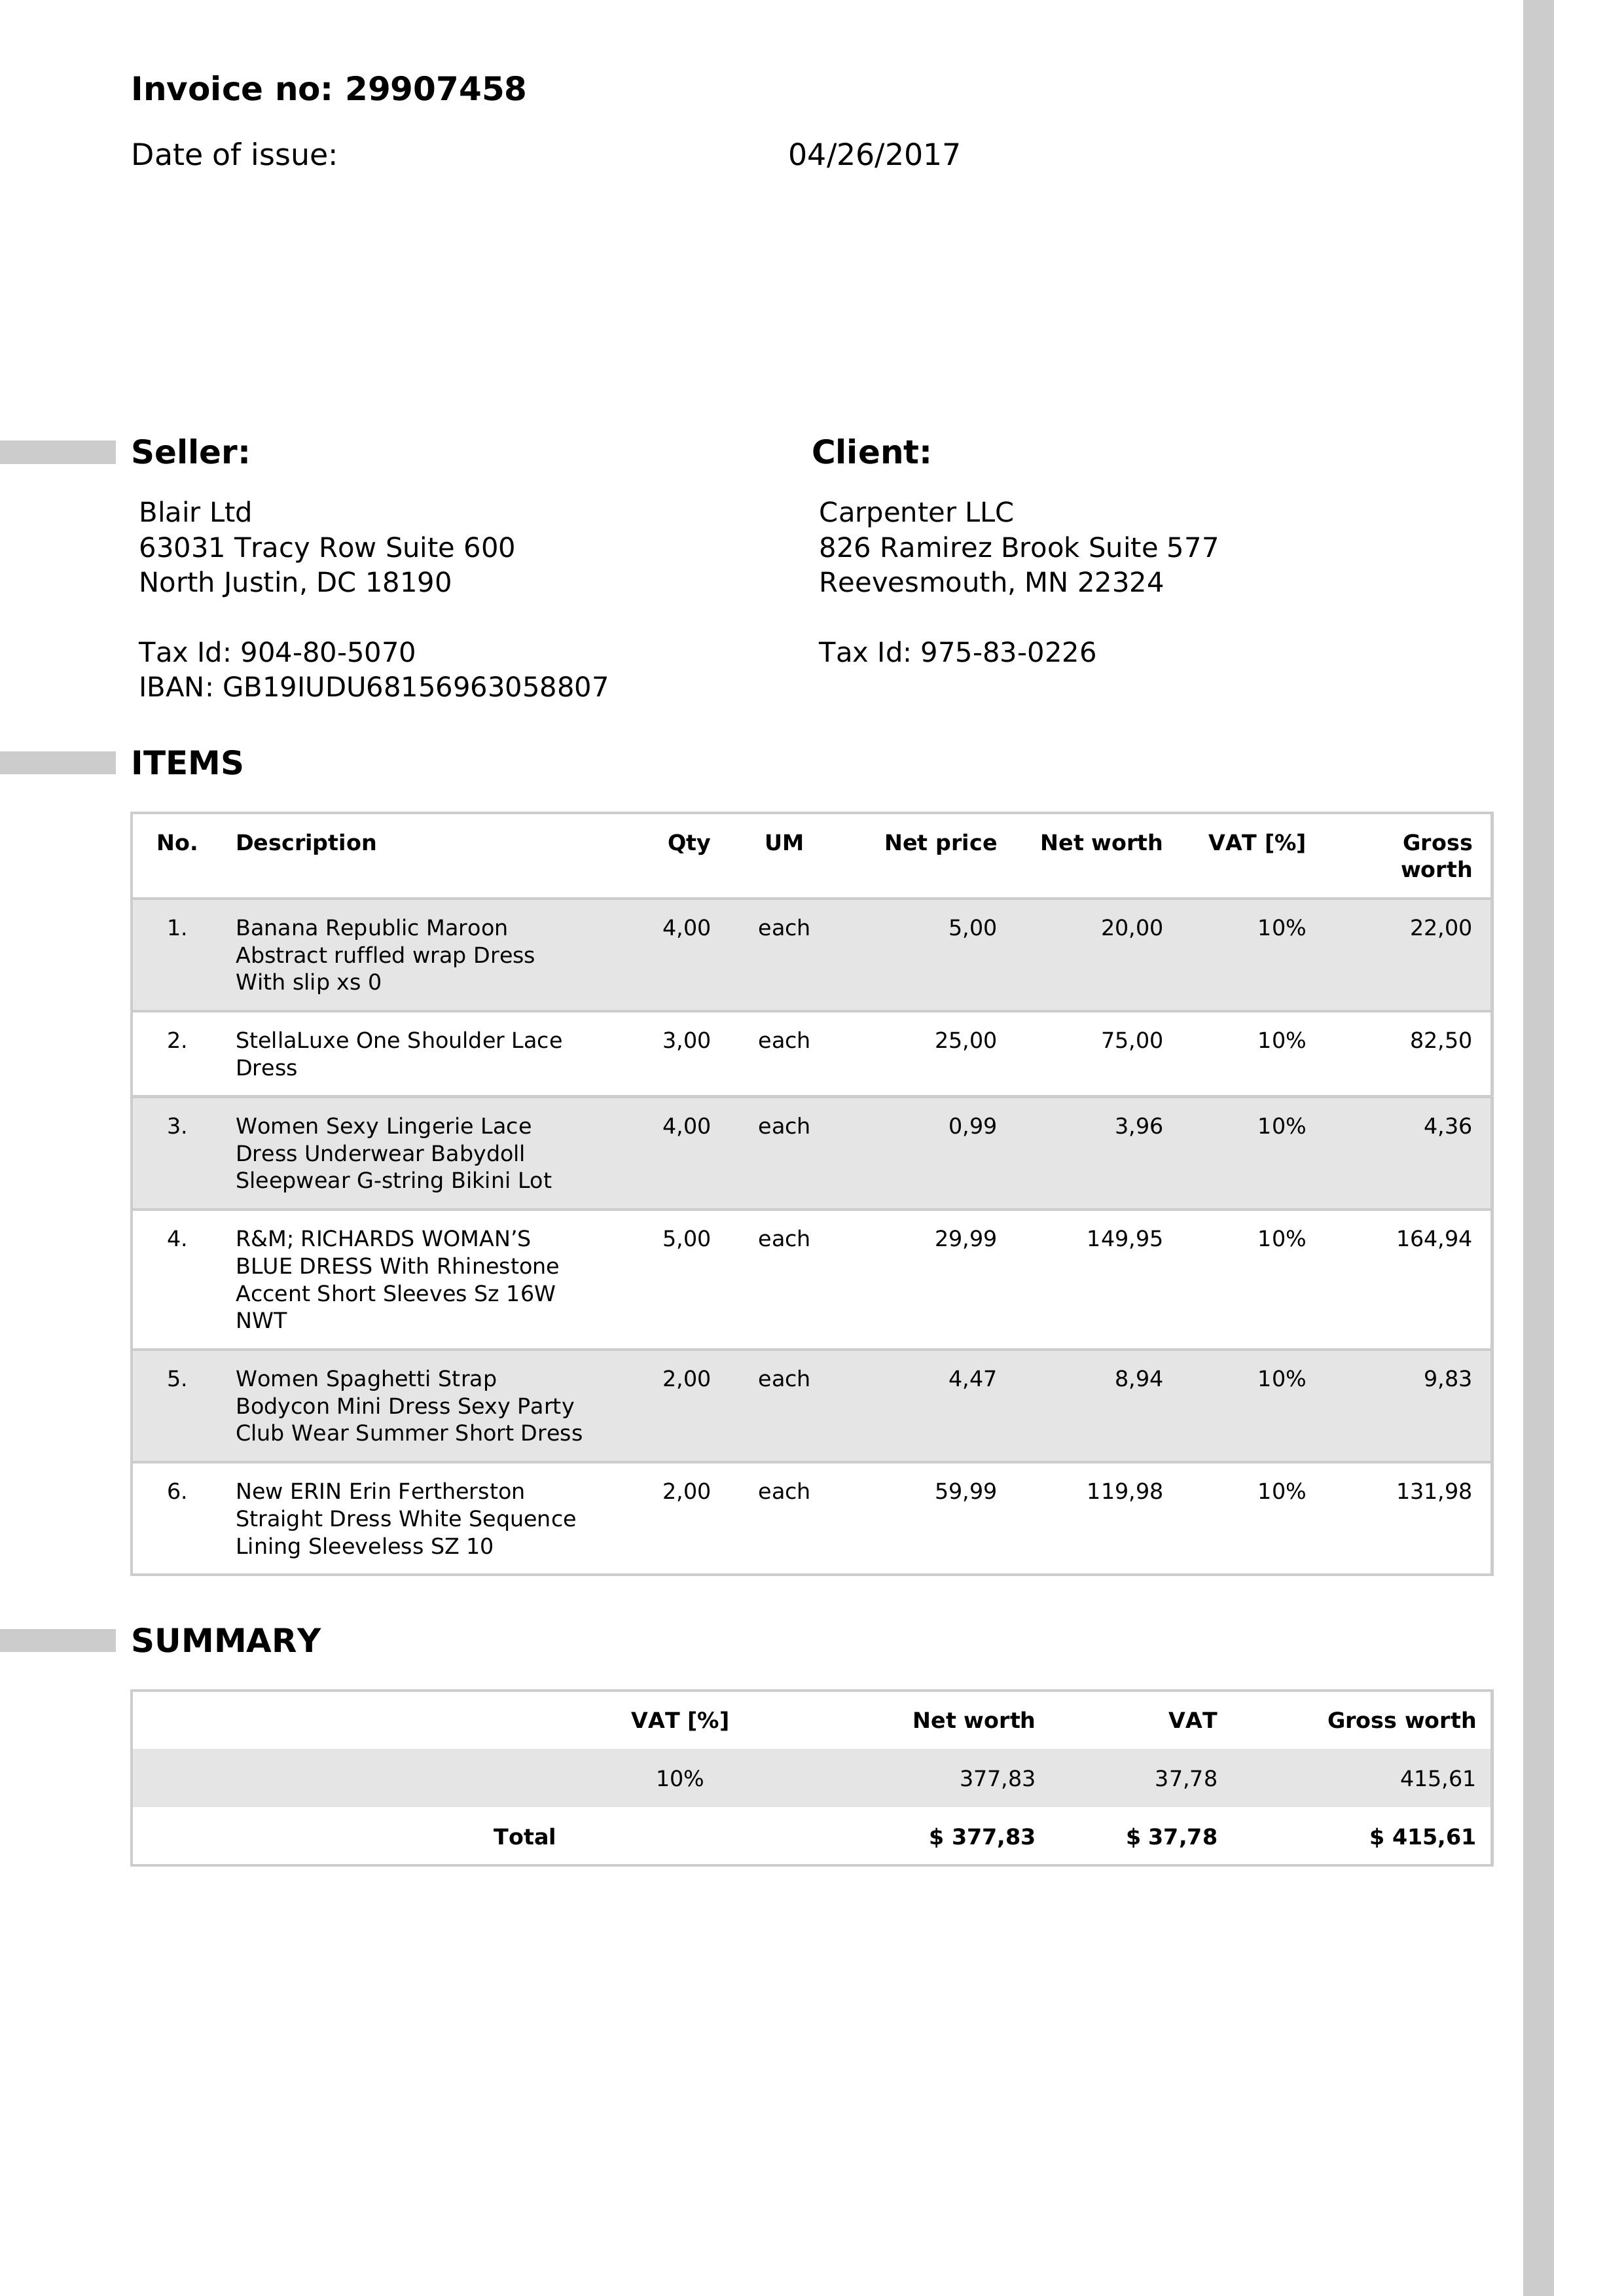 Invoice no: 29907458
Date of issue: 04/26/2017
Seller:
Blair Ltd
63031 Tracy Row Suite 600
North Justin, DC 18190
Tax Id: 904-80-5070
IBAN: GB19IUDU68156963058807
Client:
Carpenter LLC
826 Ramirez Brook Suite 577
Reevesmouth, MN 22324
Tax Id: 975-83-0226
ITEMS
No. Description Qty UM Net price Net worth VAT [%] Gross
worth
1. Banana Republic Maroon 4,00 each 5,00 20,00 10% 22,00
Abstract ruffled wrap Dress
With slip xs 0
2. StellaLuxe One Shoulder Lace 3,00 each 25,00 75,00 10% 82,50
Dress
3. Women Sexy Lingerie Lace 4,00 each 0,99 3,96 10% 4,36
Dress Underwear Babydoll
Sleepwear G-string Bikini Lot
4. R&M; RICHARDS WOMAN’S 5,00 each 29,99 149,95 10% 164,94
BLUE DRESS With Rhinestone
Accent Short Sleeves Sz 16W
NWT
5. Women Spaghetti Strap 2,00 each 4,47 8,94 10% 9,83
Bodycon Mini Dress Sexy Party
Club Wear Summer Short Dress
6. New ERIN Erin Fertherston 2,00 each 59,99 119,98 10% 131,98
Straight Dress White Sequence
Lining Sleeveless SZ 10
SUMMARY
VAT [%] Net worth VAT Gross worth
10% 377,83 37,78 415,61
Total $ 377,83 $ 37,78 $ 415,61